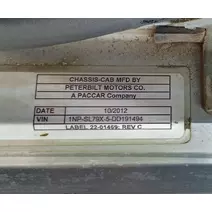 CHASSIS-CAB MFD BY
PETERBILT MOTORS CO.
A PACCAR Company
DATE 10/2012
VIN 1NP-SL79X-5-DD191494
LABEL 22-01469; REV C